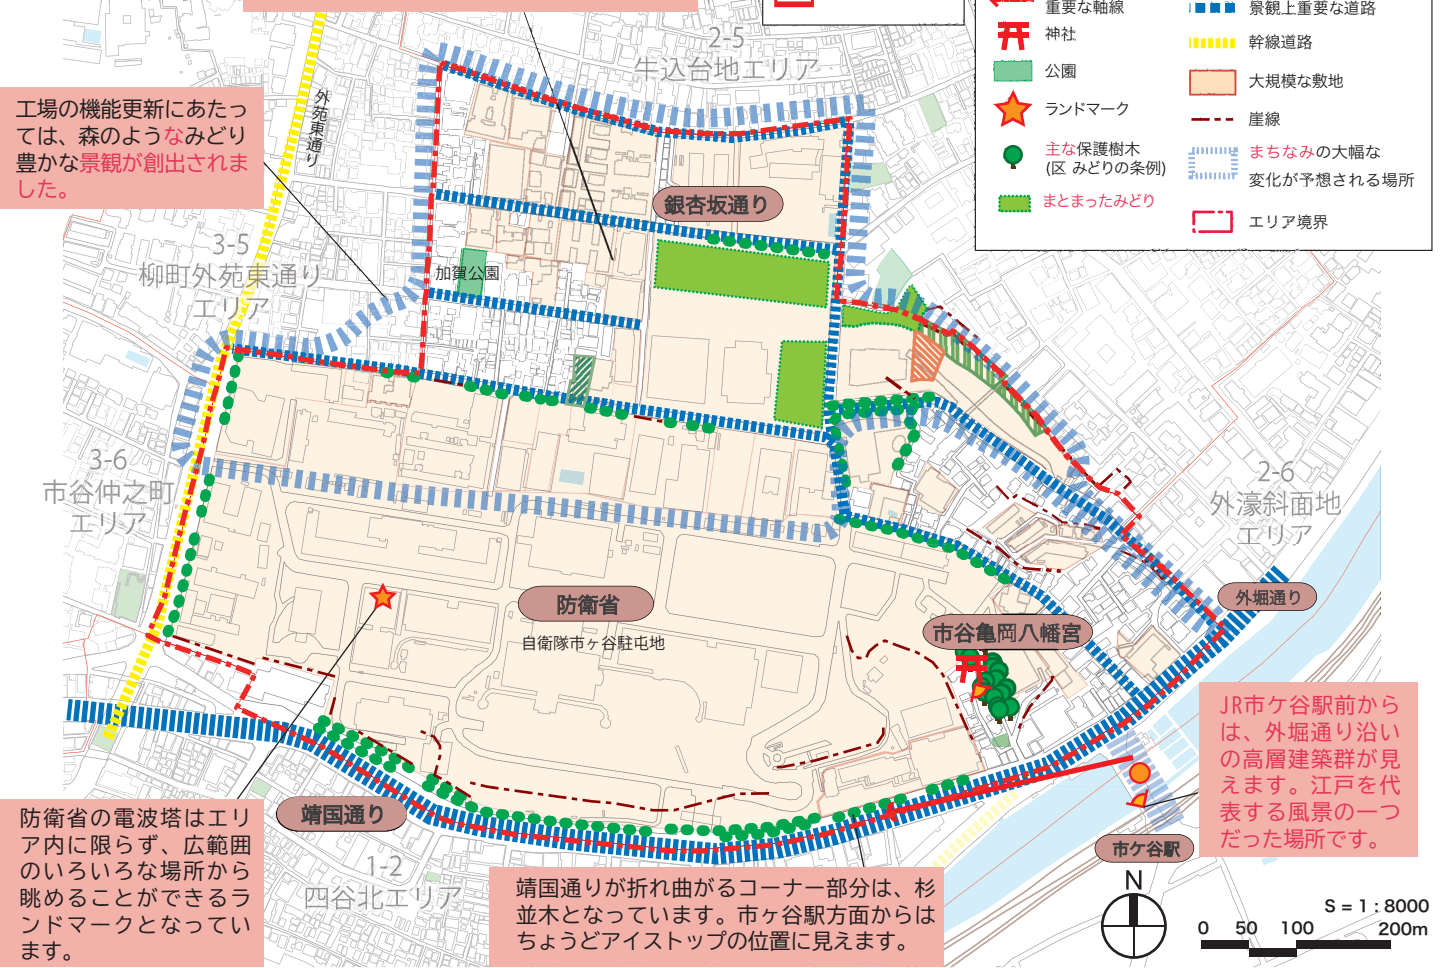 重要な軸線
神社
公園
ランドマーク
主な保護樹木
(区 みどりの条例)
まとまったみどり
景観上重要な道路
幹線道路
大規模な敷地
崖線
まちなみの大幅な
変化が予想される場所
エリア境界
2-5
牛込台地エリア
外苑東通り
工場の機能更新にあたっ
ては、森のようなみどり
豊かな景観が創出されま
した。
銀杏坂通り
3-5
柳町外苑東通り
エリア
加賀公園
3-6
市谷仲之町
エリア
2-6
外濠斜面地
エリア
防衛省
自衛隊市ヶ谷駐屯地
市谷亀岡八幡宮
外堀通り
JR市ケ谷駅前から
は、外堀通り沿い
の高層建築群が見
えます。江戸を代
表する風景の一つ
だった場所です。
防衛省の電波塔はエリ
ア内に限らず、広範囲
のいろいろな場所から
眺めることができるラ
ンドマークとなってい
ます。
靖国通り
1-2
四谷北エリア
市ケ谷駅
靖国通りが折れ曲がるコーナー部分は、杉
並木となっています。市ヶ谷駅方面からは
ちょうどアイストップの位置に見えます。
N
S = 1 : 8000
0 50 100 200m